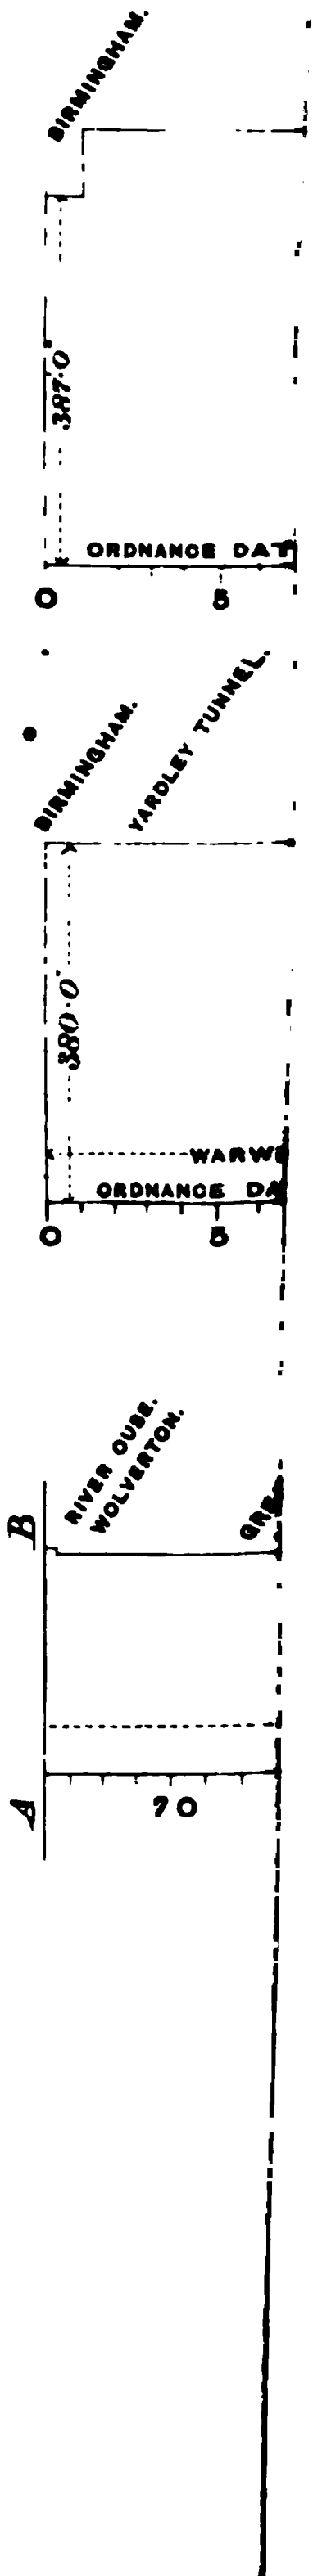 BIRMINGHAM.
387·0"
ORDNANCE DAT
0 5
BIRMINGHAM.
YARDLEY TUNNEL.
380·0"
WARW
ORDNANCE DA
0 5
RIVER OUSE.
WOLVERTON.
GRE
B
A
70